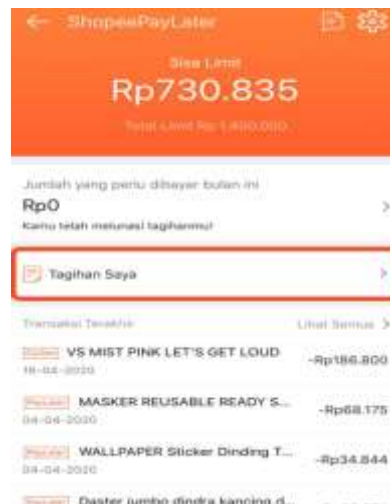 ShopeePayLater
Sisa Limit
Rp730.835
Total Limit Rp 1.400.000
Jumlah yang perlu dibayar bulan ini
Rp0
Kamu telah melunasi tagihanmu!
Tagihan Saya
Transaksi Terakhir
Lihat Semua
VS MIST PINK LET'S GET LOUD
-Rp186.800
18-04-2020
MASKER REUSABLE READY S...
-Rp68.175
04-04-2020
WALLPAPER Sticker Dinding T...
-Rp34.844
04-04-2020
Daster jumbo dindra kancing d...